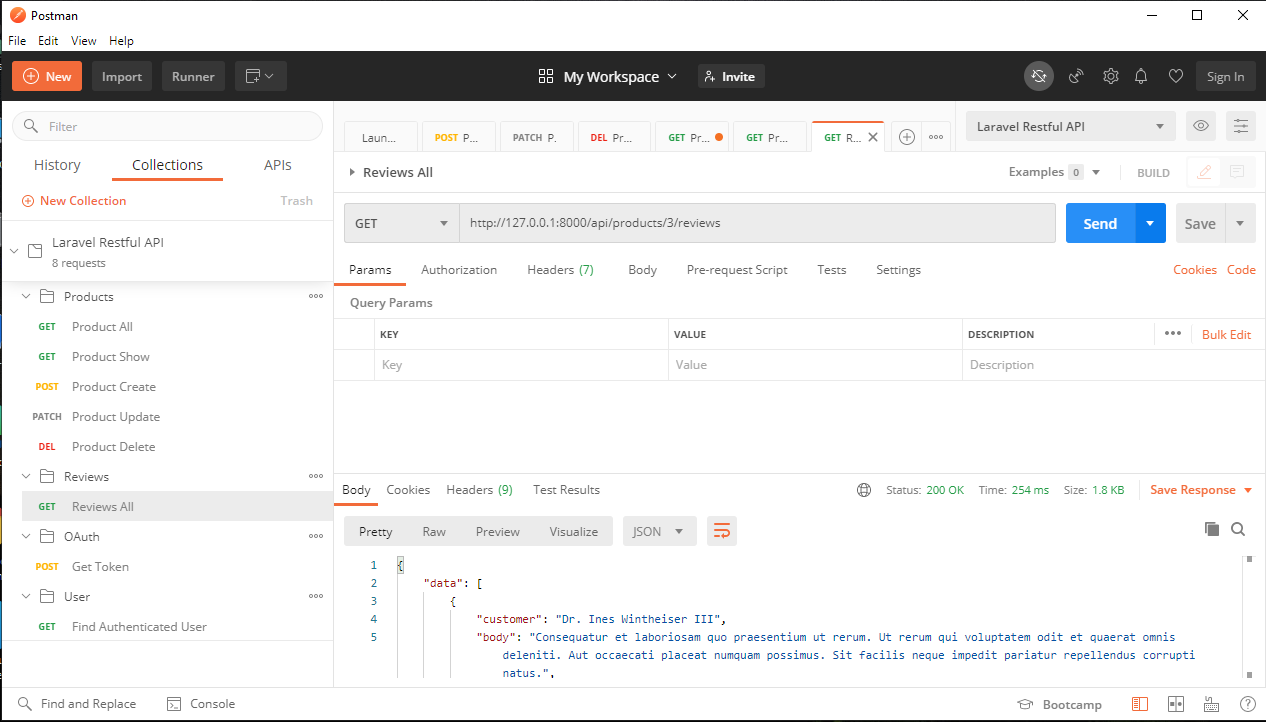 Postman
File Edit View Help
New Import Runner My Workspace Invite Sign In
Filter
History Collections APIs
New Collection Trash
Laravel Restful API
8 requests
Products
GET Product All
GET Product Show
POST Product Create
PATCH Product Update
DEL Product Delete
Reviews
GET Reviews All
OAuth
POST Get Token
User
GET Find Authenticated User
Laun... POST P... PATCH P. DEL Pr... GET Pr... GET Pr... GET R... Laravel Restful API
Reviews All Examples 0 BUILD
GET http://127.0.0.1:8000/api/products/3/reviews Send Save
Params Authorization Headers (7) Body Pre-request Script Tests Settings Cookies Code
Query Params
KEY VALUE DESCRIPTION Bulk Edit
Key Value Description
Body Cookies Headers (9) Test Results Status: 200 OK Time: 254 ms Size: 1.8 KB Save Response
Pretty Raw Preview Visualize JSON
1 {
2 "data": [
3 {
4 "customer": "Dr. Ines Wintheiser III",
5 "body": "Consequatur et laboriosam quo praesentium ut rerum. Ut rerum qui voluptatem odit et quaerat omnis
deleniti. Aut occaecati placeat numquam possimus. Sit facilis neque impedit pariatur repellendus corrupti
natus.",
Find and Replace Console Bootcamp